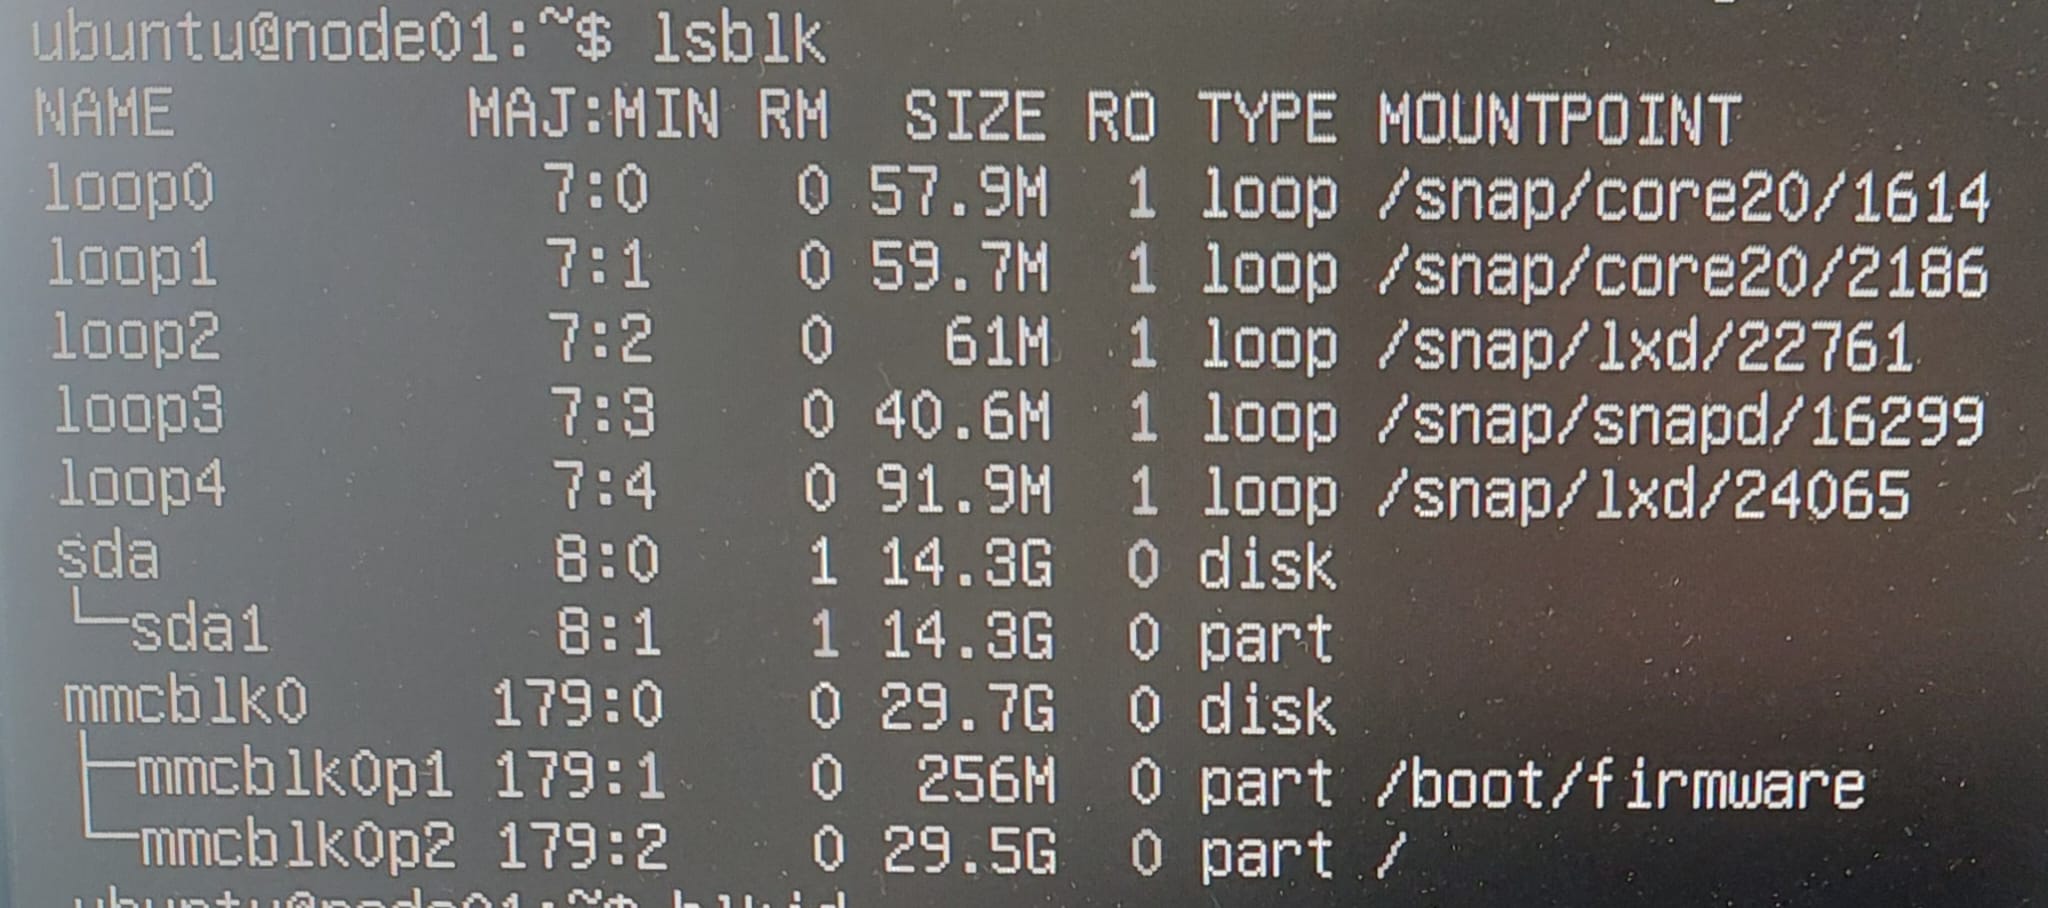 ubuntu@node01:~$ lsblk
NAME        MAJ:MIN RM  SIZE RO TYPE MOUNTPOINT
loop0         7:0    0 57.9M  1 loop /snap/core20/1614
loop1         7:1    0 59.7M  1 loop /snap/core20/2186
loop2         7:2    0   61M  1 loop /snap/lxd/22761
loop3         7:3    0 40.6M  1 loop /snap/snapd/16299
loop4         7:4    0 91.9M  1 loop /snap/lxd/24065
sda           8:0    1 14.3G  0 disk
└─sda1        8:1    1 14.3G  0 part
mmcblk0     179:0    0 29.7G  0 disk
├─mmcblk0p1 179:1    0  256M  0 part /boot/firmware
└─mmcblk0p2 179:2    0 29.5G  0 part /
ubuntu@node01:~$ blkid